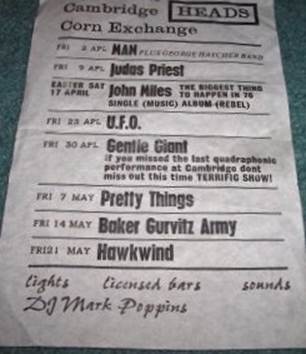 Cambridge HEADS
Corn Exchange
FRI 2 APL MAN PLUS GEORGE HATCHER BAND
FRI 9 APL Judas Priest
EASTER SAT
17 APRIL John Miles THE BIGGEST THING
TO HAPPEN IN 76
SINGLE (MUSIC) ALBUM-(REBEL)
FRI 23 APL U.F.O.
FRI 30 APL Gentle Giant
if you missed the last quadraphonic
performance at Cambridge dont
miss out this time TERRIFIC SHOW!
FRI 7 MAY Pretty Things
FRI 14 MAY Baker Gurvitz Army
FRI 21 MAY Hawkwind
lights licensed bars sounds
DJ Mark Poppins